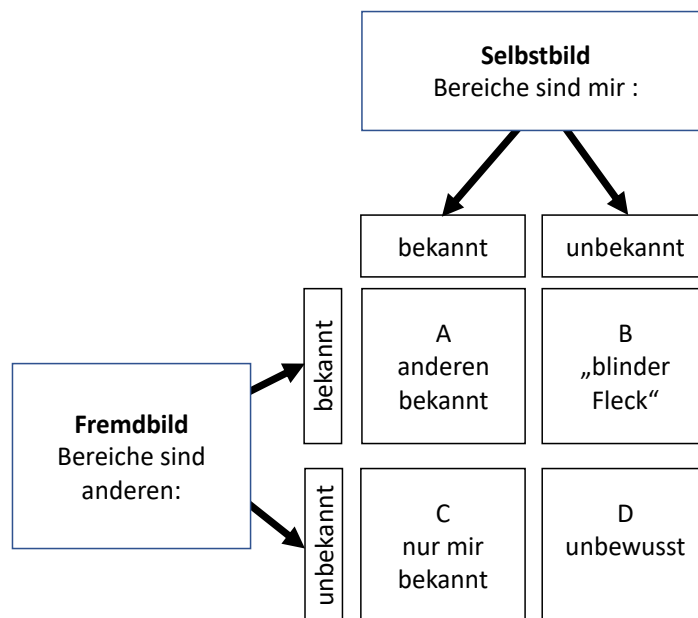 Selbstbild
Bereiche sind mir :
bekannt
unbekannt
bekannt
A
anderen
bekannt
B
„blinder
Fleck“
Fremdbild
Bereiche sind
anderen:
unbekannt
C
nur mir
bekannt
D
unbewusst